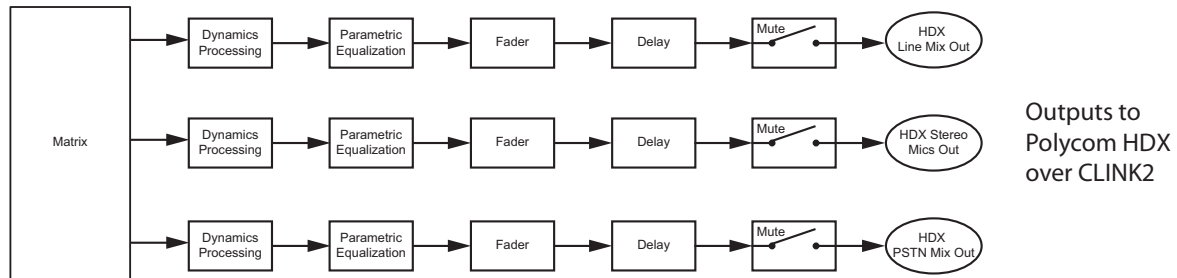 Matrix
Dynamics
Processing
Parametric
Equalization
Fader
Delay
Mute
HDX
Line Mix Out
Dynamics
Processing
Parametric
Equalization
Fader
Delay
Mute
HDX Stereo
Mics Out
Dynamics
Processing
Parametric
Equalization
Fader
Delay
Mute
HDX
PSTN Mix Out
Outputs to
Polycom HDX
over CLINK2